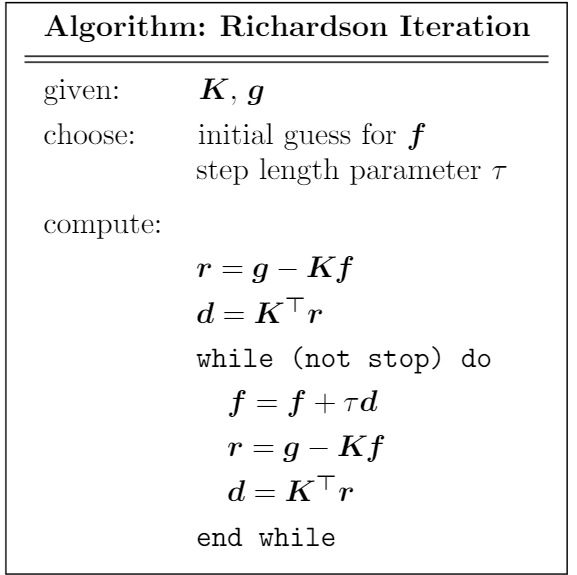 Algorithm: Richardson Iteration
given: K, g
choose: initial guess for f
step length parameter τ
compute:
r = g − Kf
d = K⊤r
while (not stop) do
f = f + τd
r = g − Kf
d = K⊤r
end while